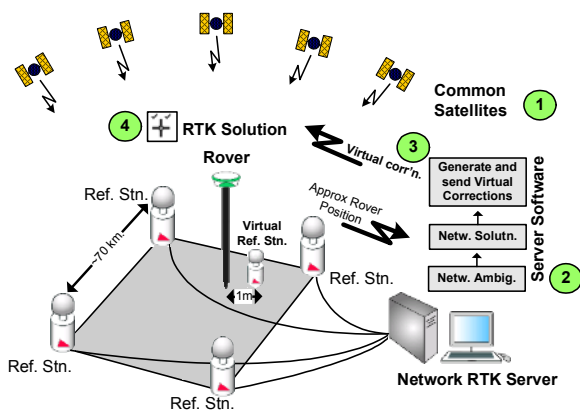 Common
Satellites
1
4
RTK Solution
3
Virtual corr'n.
Rover
Generate and
send Virtual
Corrections
Server Software
Ref. Stn.
Approx Rover
Position
~70 km.
Virtual
Ref. Stn.
Netw. Solutn.
Ref. Stn.
1m
Netw. Ambig.
2
Ref. Stn.
Network RTK Server
Ref. Stn.